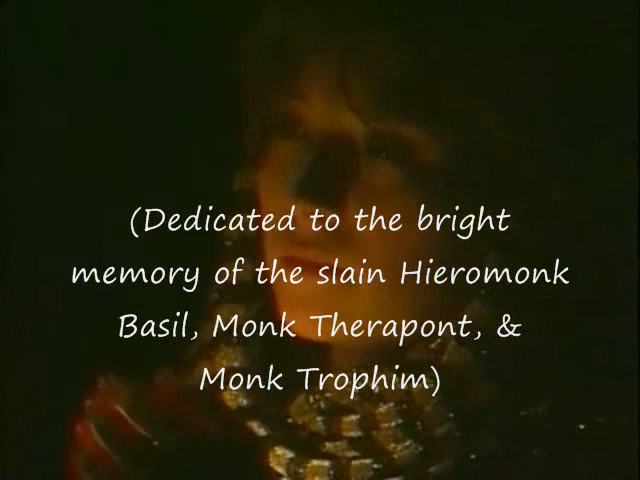 (Dedicated to the bright
memory of the slain Hieromonk
Basil, Monk Therapont, &
Monk Trophim)